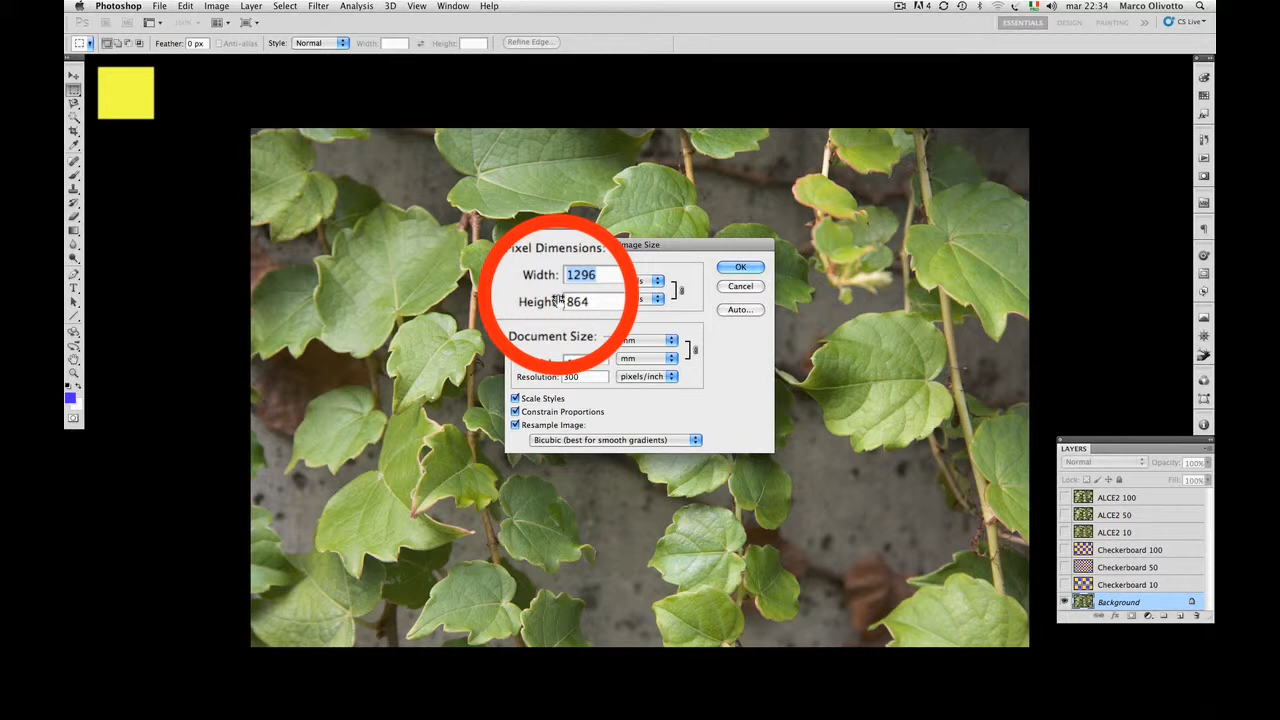 Photoshop File Edit Image Layer Select Filter Analysis 3D View Window Help
4 mar 22:34 Marco Olivotto
Ps ESSENTIALS DESIGN PAINTING CS Live
Feather: 0 px Anti-alias Style: Normal Width: Height: Refine Edge...
Image Size
ixel Dimensions:
Width: 1296
Height: 864
OK
Cancel
Auto...
Document Size:
mm
mm
Resolution: 300 pixels/inch
Scale Styles
Constrain Proportions
Resample Image:
Bicubic (best for smooth gradients)
LAYERS
Normal Opacity: 100%
Lock: Fill: 100%
ALCE2 100
ALCE2 50
ALCE2 10
Checkerboard 100
Checkerboard 50
Checkerboard 10
Background